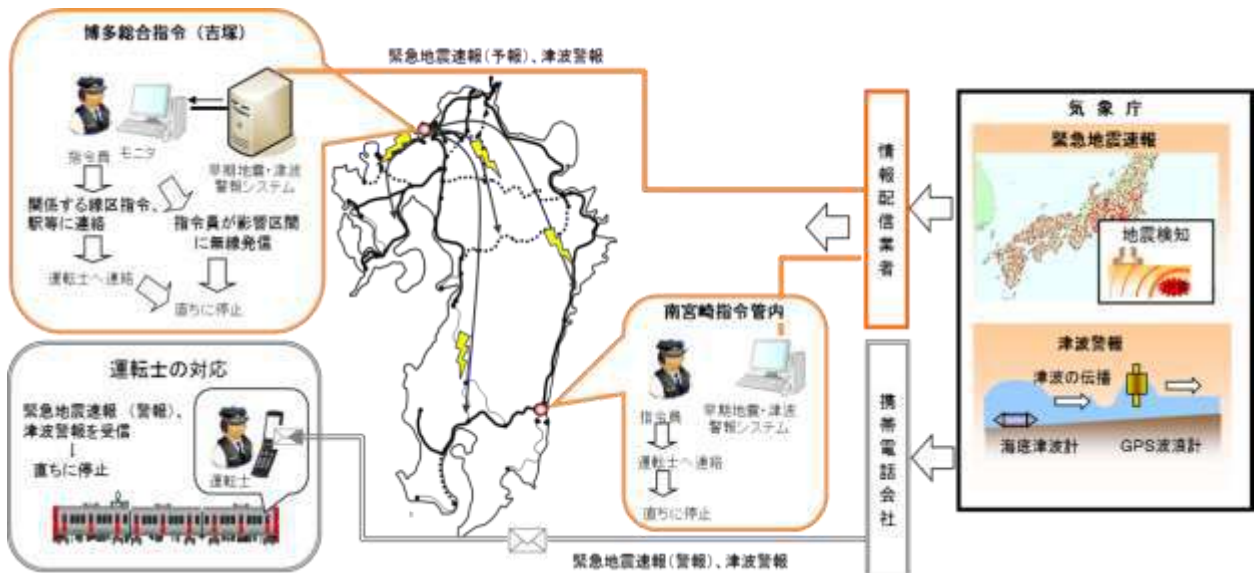 博多総合指令（吉塚）
指令員
モニタ
早期地震・津波
警報システム
関係する線区指令、
駅等に連絡
指令員が影響区間
に無線発信
運転士へ連絡
直ちに停止
緊急地震速報（予報）、津波警報
運転士の対応
緊急地震速報（警報）、
津波警報を受信
↓
直ちに停止
運転士
南宮崎指令管内
指令員
早期地震・津波
警報システム
運転士へ連絡
直ちに停止
緊急地震速報（警報）、津波警報
情報配信業者
携帯電話会社
気象庁
緊急地震速報
地震検知
津波警報
津波の伝播
海底津波計
GPS波浪計